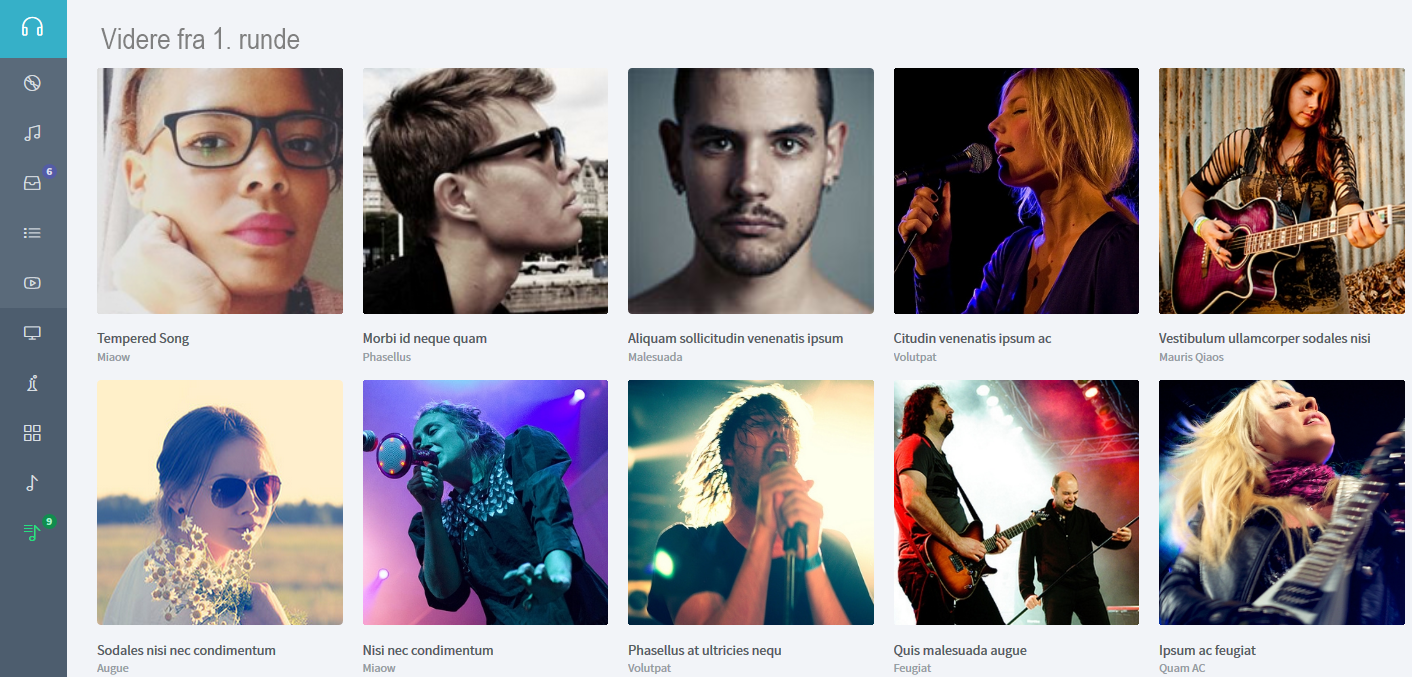 Videre fra 1. runde
6
9
Tempered Song
Miaow
Morbi id neque quam
Phasellus
Aliquam sollicitudin venenatis ipsum
Malesuada
Citudin venenatis ipsum ac
Volutpat
Vestibulum ullamcorper sodales nisi
Mauris Qiaos
Sodales nisi nec condimentum
Augue
Nisi nec condimentum
Miaow
Phasellus at ultricies nequ
Volutpat
Quis malesuada augue
Feugiat
Ipsum ac feugiat
Quam AC